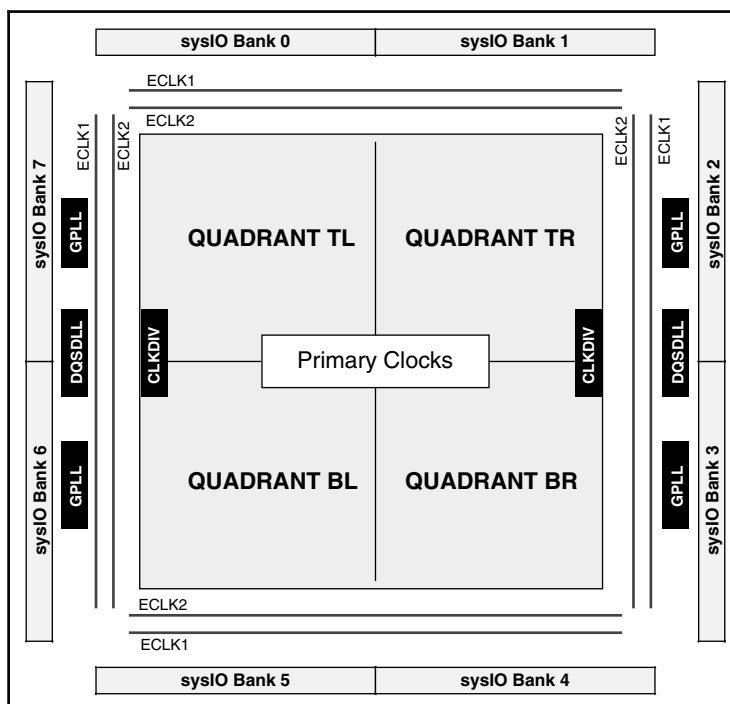 sysIO Bank 0
sysIO Bank 1
ECLK1
ECLK2
ECLK1
ECLK2
ECLK2
ECLK1
sysIO Bank 7
sysIO Bank 2
GPLL
QUADRANT TL
QUADRANT TR
GPLL
DQSDLL
CLKDIV
Primary Clocks
CLKDIV
DQSDLL
sysIO Bank 6
GPLL
QUADRANT BL
QUADRANT BR
GPLL
sysIO Bank 3
ECLK2
ECLK1
sysIO Bank 5
sysIO Bank 4